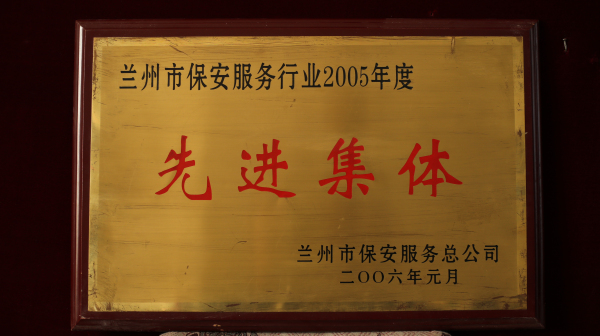 兰州市保安服务行业2005年度
先进集体
兰州市保安服务总公司
二OO六年元月